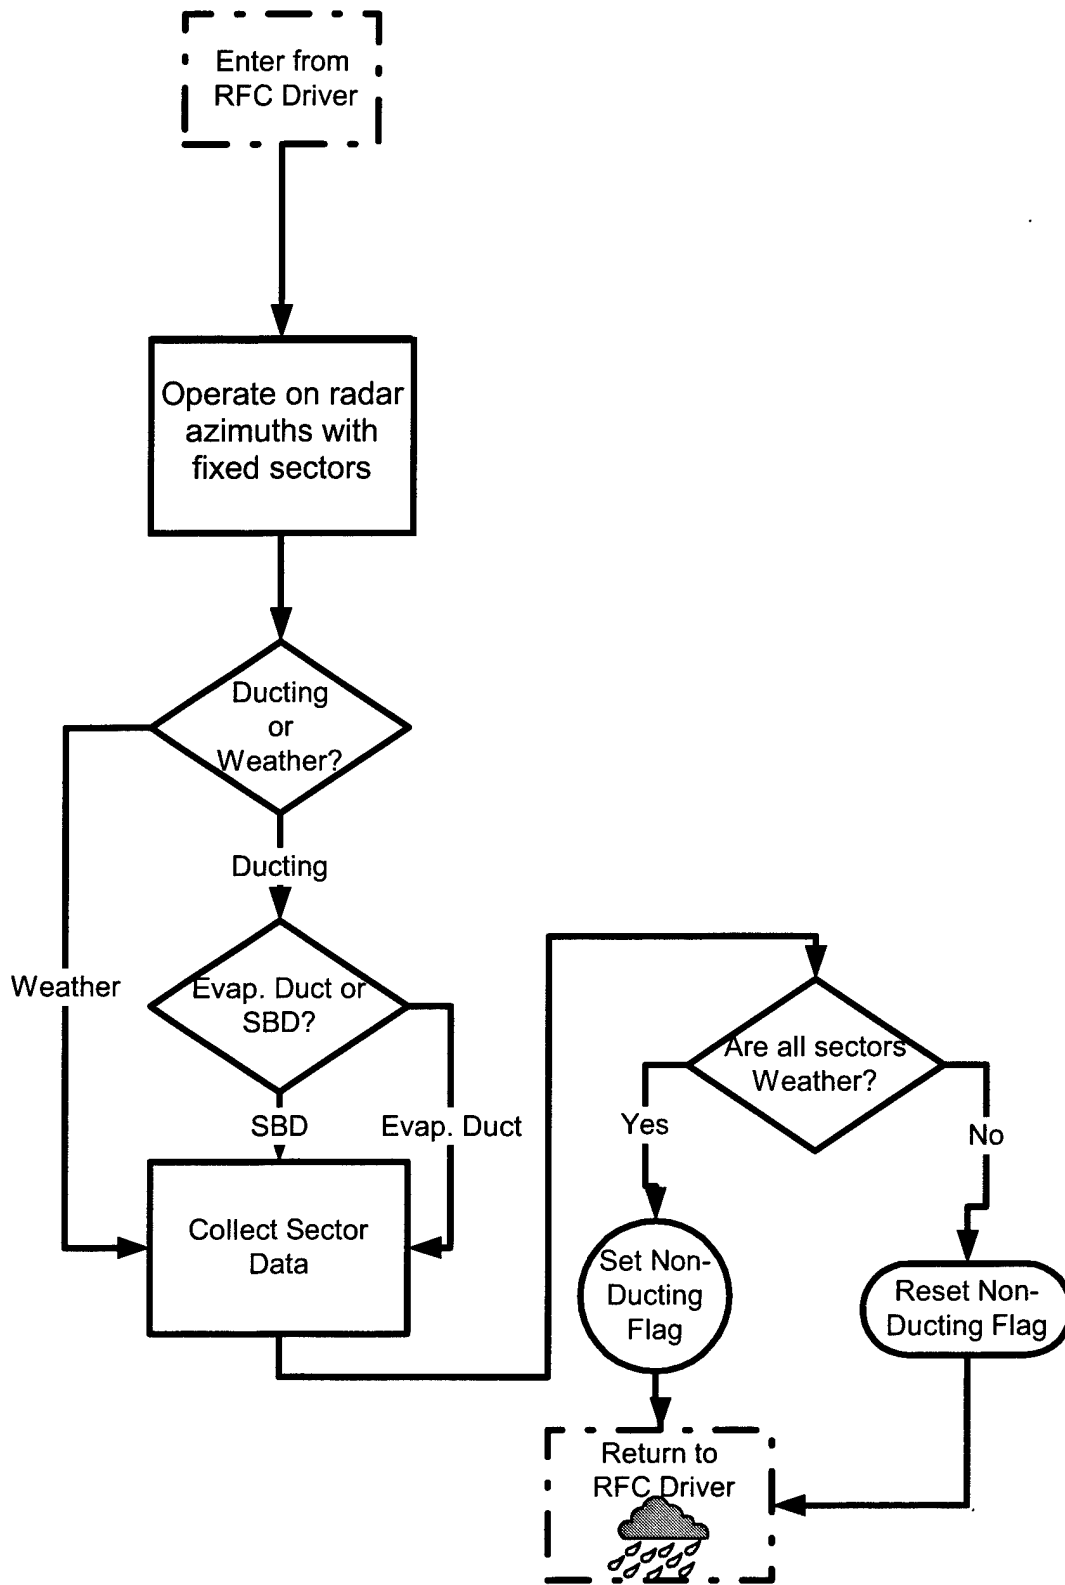 Enter from
RFC Driver
Operate on radar
azimuths with
fixed sectors
Ducting
or
Weather?
Ducting
Weather
Evap. Duct or
SBD?
SBD
Evap. Duct
Collect Sector
Data
Are all sectors
Weather?
Yes
No
Set Non-
Ducting
Flag
Reset Non-
Ducting Flag
Return to
RFC Driver